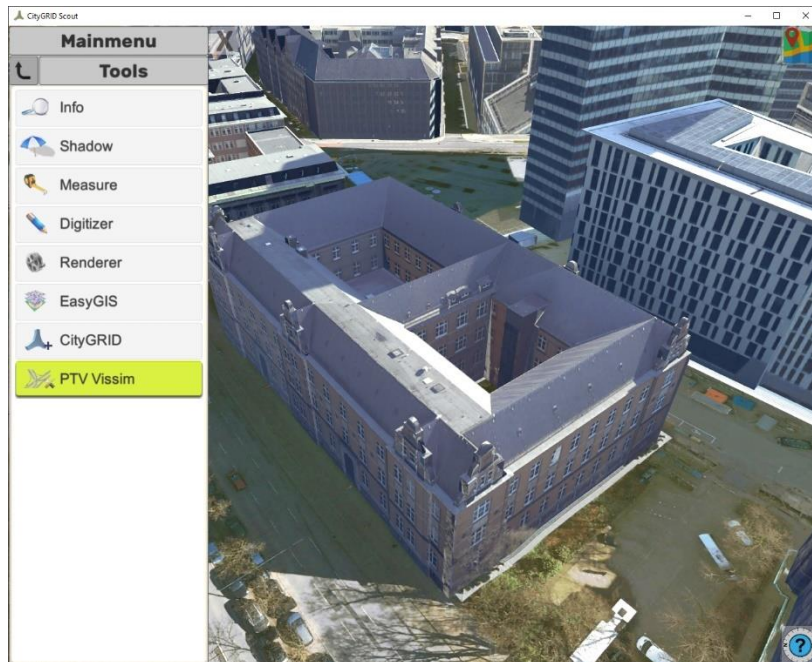 CityGRID Scout
Mainmenu
X
Tools
Info
Shadow
Measure
Digitizer
Renderer
EasyGIS
CityGRID
PTV Vissim
?